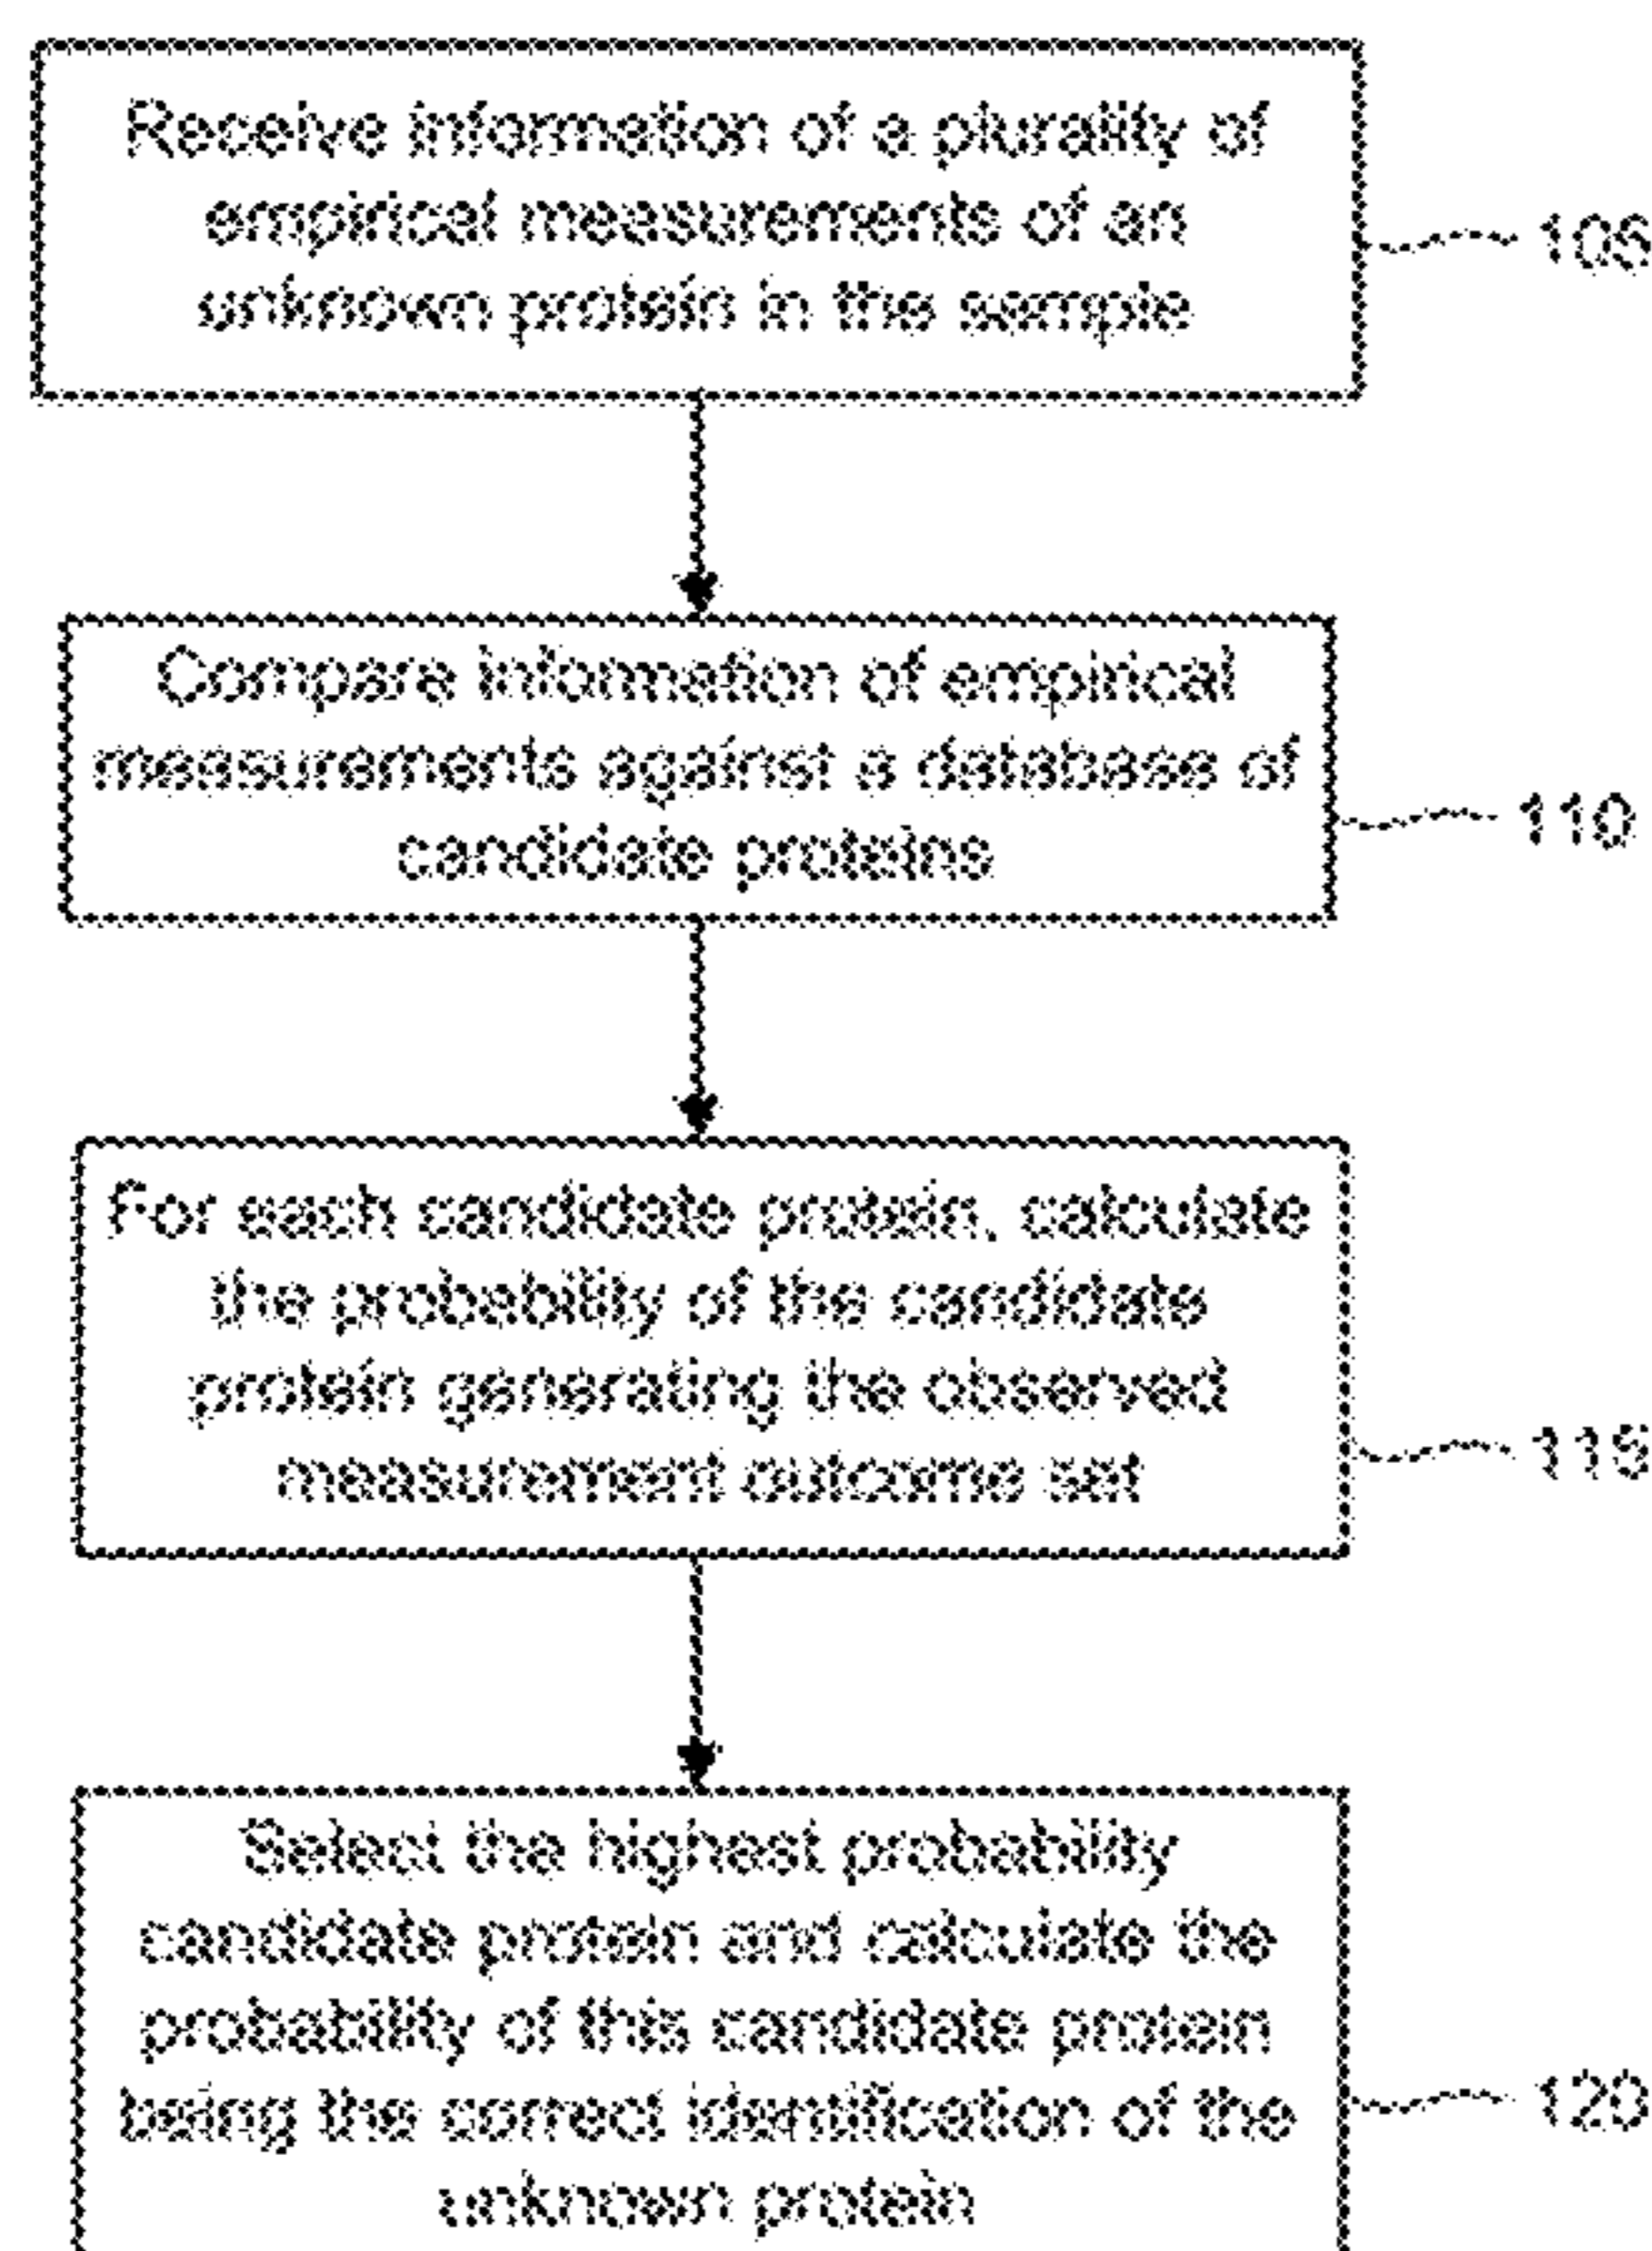 Receive information of a plurality of
empirical measurements of an
unknown protein in the sample
105
Compare information of empirical
measurements against a database of
candidate proteins
110
For each candidate protein, calculate
the probability of the candidate
protein generating the observed
measurement outcome set
115
Select the highest probability
candidate protein and calculate the
probability of this candidate protein
being the correct identification of the
unknown protein
120